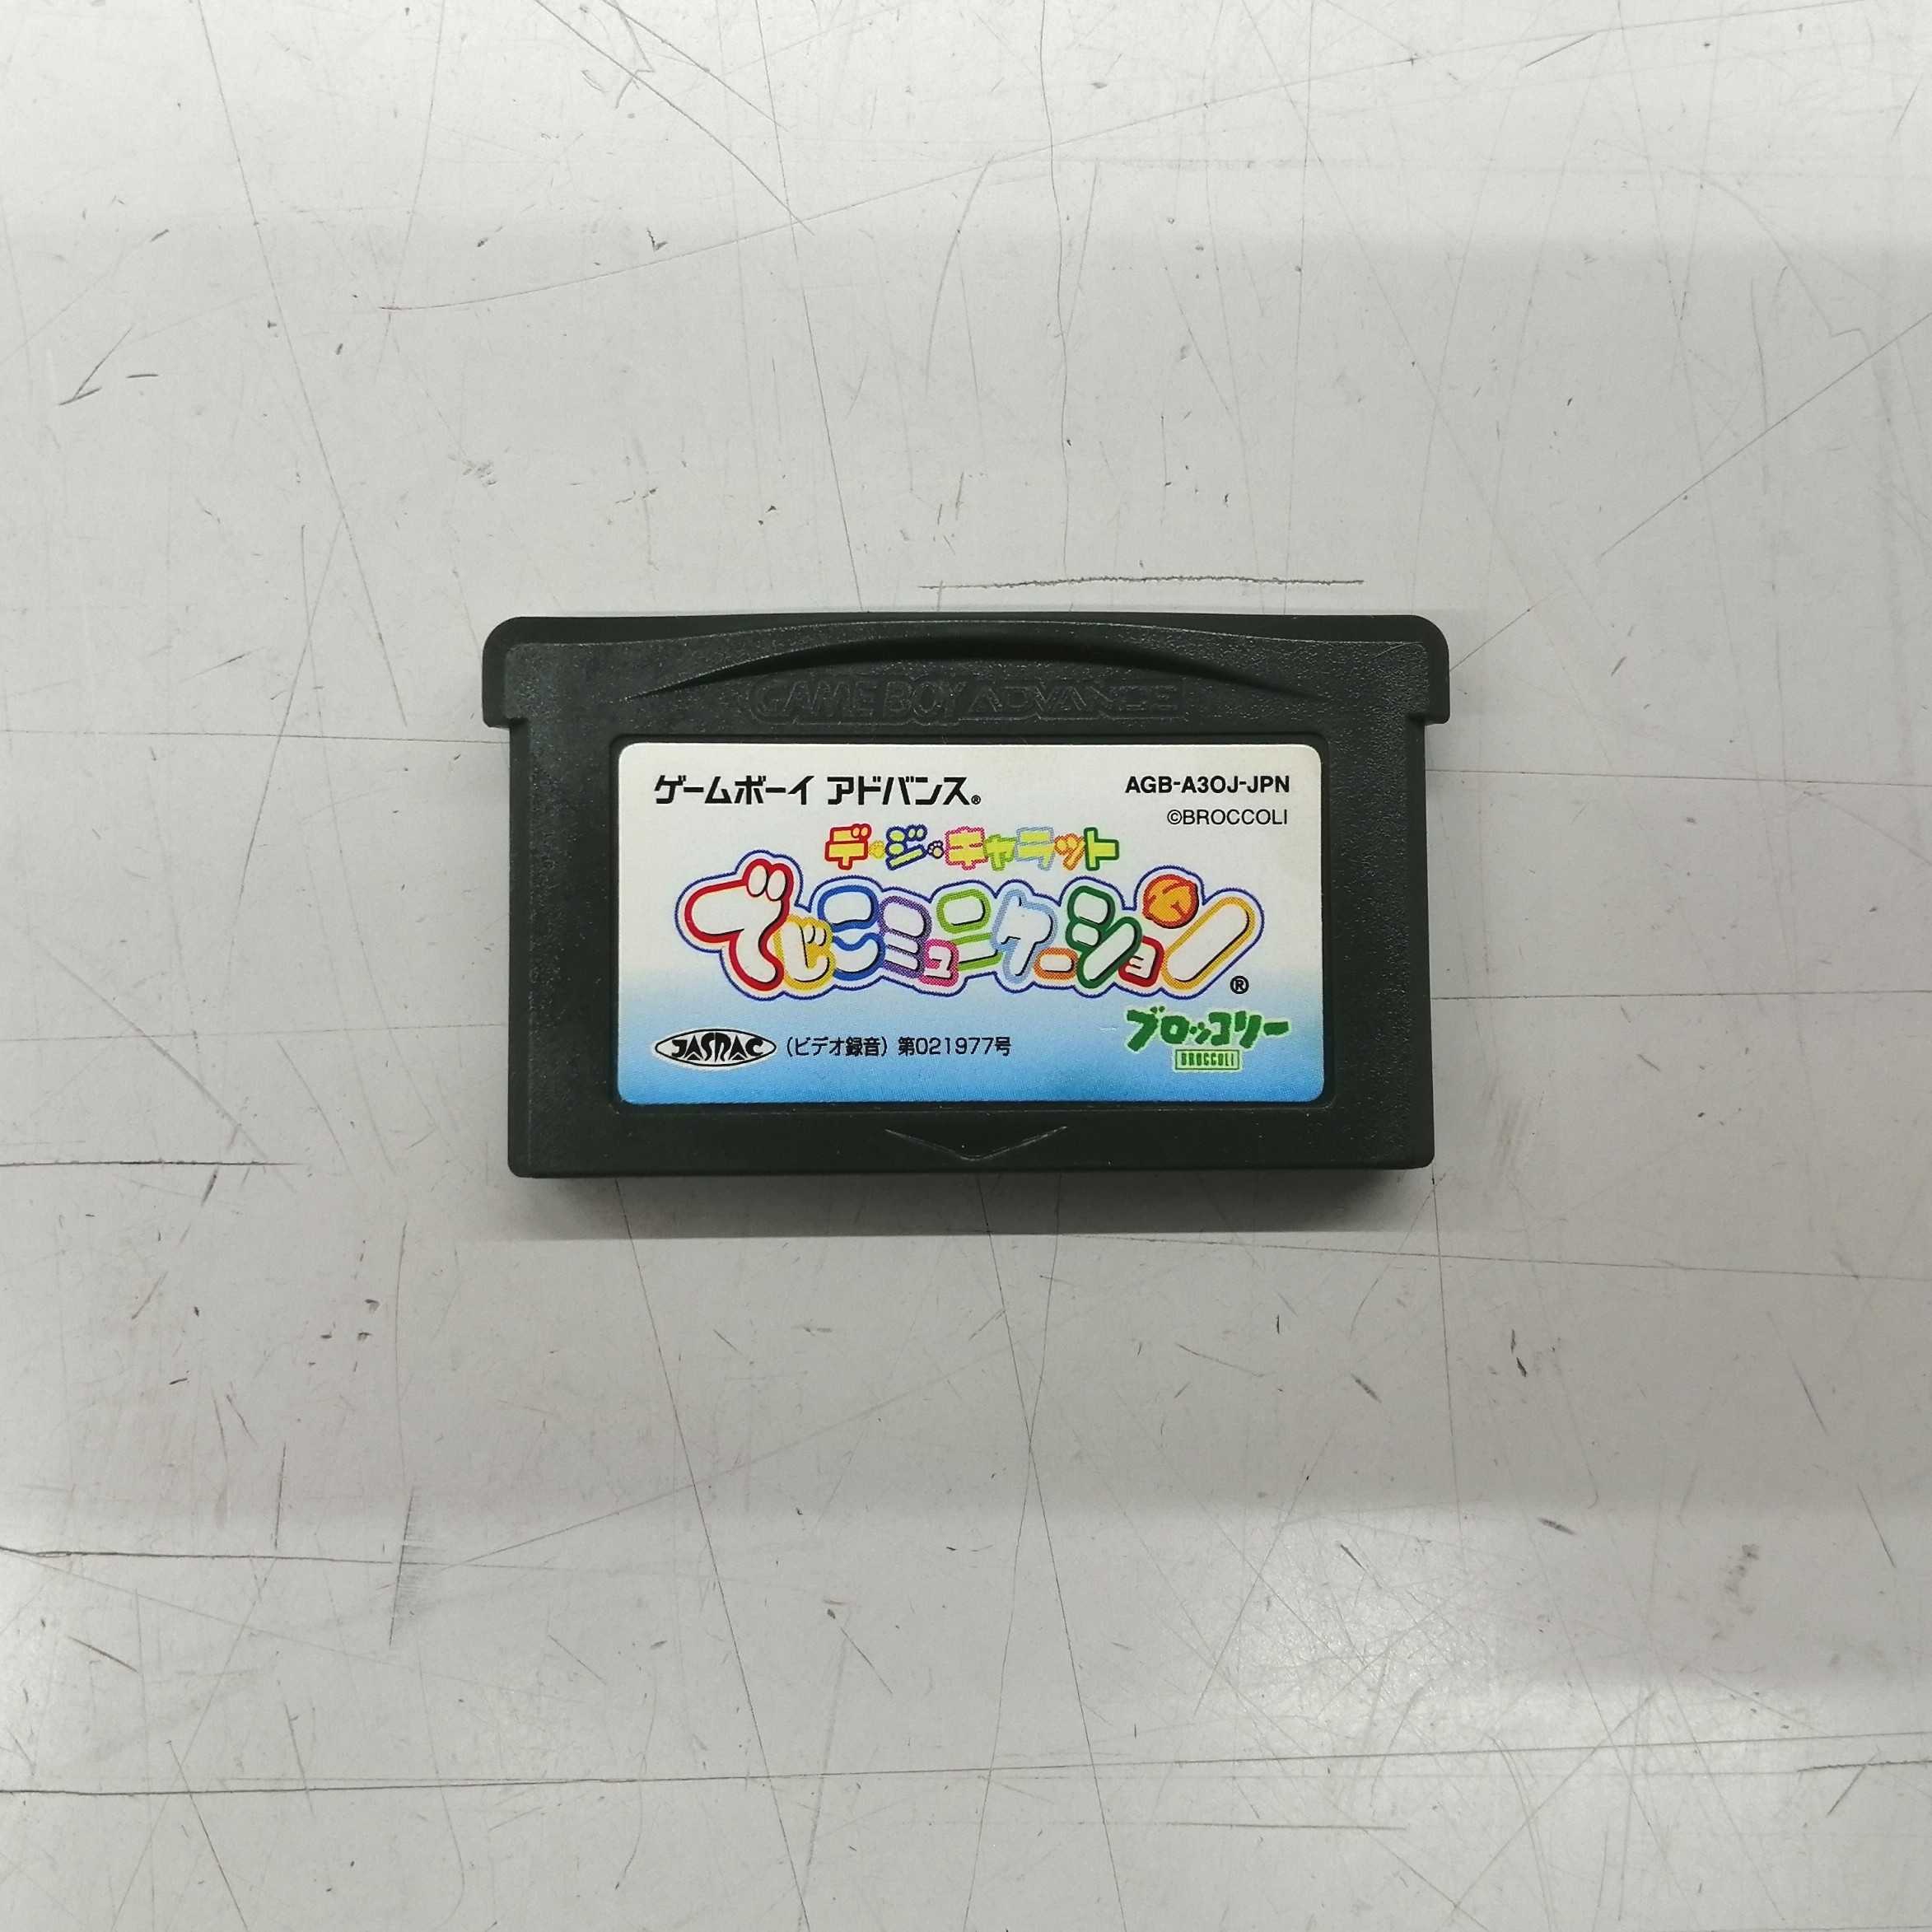 GAME BOY ADVANCE
ゲームボーイ アドバンス®
AGB-A3OJ-JPN
©BROCCOLI
デ・ジ・キャラット
でじこミュニケーション®
ブロッコリー
BROCCOLI
JASRAC (ビデオ録音) 第021977号